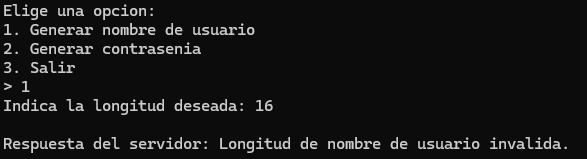 Elige una opcion:
1. Generar nombre de usuario
2. Generar contrasenia
3. Salir
> 1
Indica la longitud deseada: 16
Respuesta del servidor: Longitud de nombre de usuario invalida.